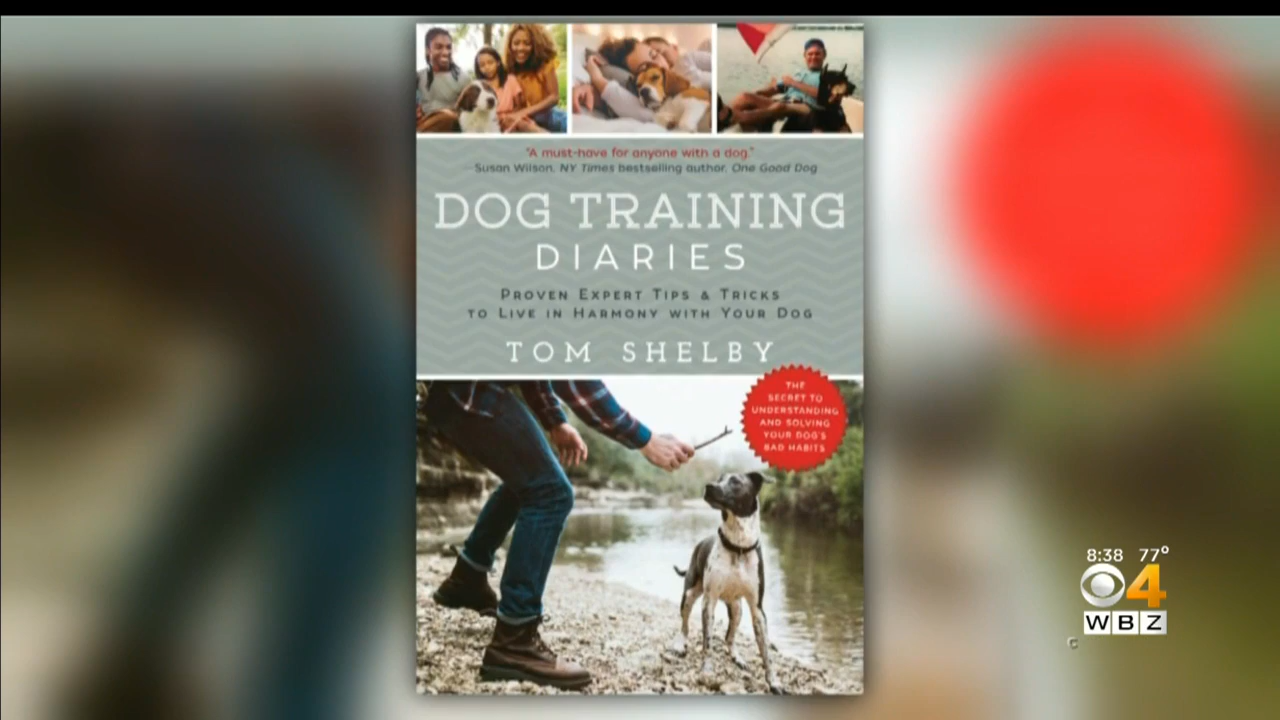 "A must-have for anyone with a dog."
Susan Wilson, NY Times bestselling author, One Good Dog
DOG TRAINING
DIARIES
PROVEN EXPERT TIPS & TRICKS
TO LIVE IN HARMONY WITH YOUR DOG
TOM SHELBY
THE
SECRET TO
UNDERSTANDING
AND SOLVING
YOUR DOG'S
BAD HABITS
8:38 77°
4
WBZ